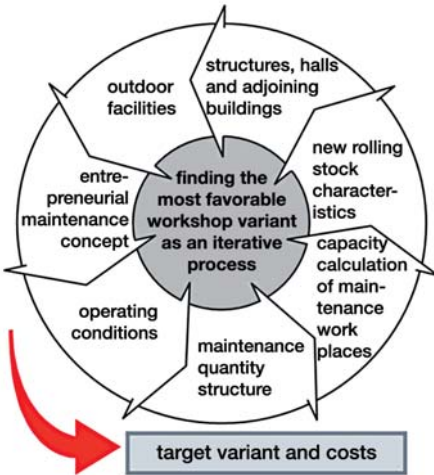 outdoor
facilities
structures, halls
and adjoining
buildings
new rolling
stock
character-
istics
capacity
calculation
of main-
tenance
work
places
maintenance
quantity
structure
operating
conditions
entre-
preneurial
maintenance
concept
finding the
most favorable
workshop variant
as an iterative
process
target variant and costs